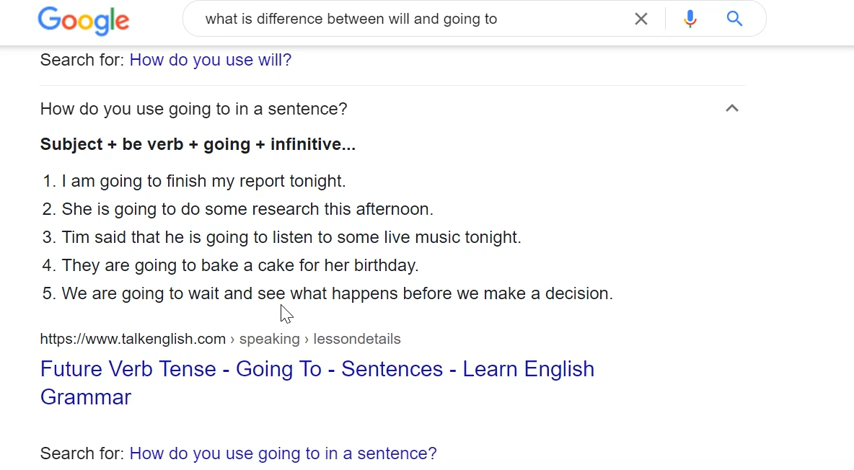 Google
what is difference between will and going to
Search for: How do you use will?
How do you use going to in a sentence?
Subject + be verb + going + infinitive...
1. I am going to finish my report tonight.
2. She is going to do some research this afternoon.
3. Tim said that he is going to listen to some live music tonight.
4. They are going to bake a cake for her birthday.
5. We are going to wait and see what happens before we make a decision.
https://www.talkenglish.com › speaking › lessondetails
Future Verb Tense - Going To - Sentences - Learn English
Grammar
Search for: How do you use going to in a sentence?